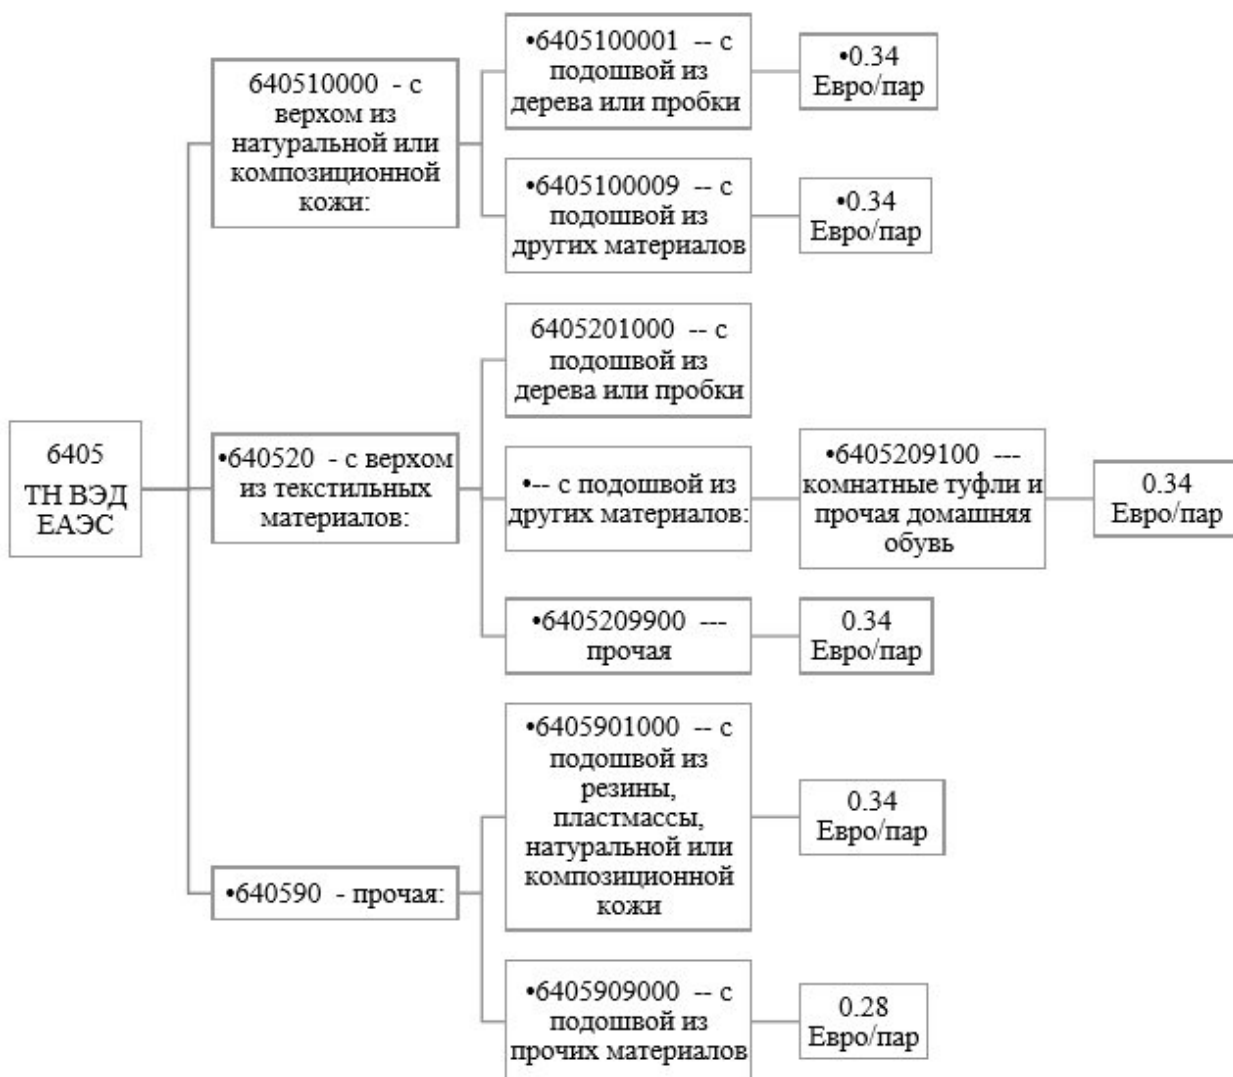 6405
ТН ВЭД
ЕАЭС
640510000 - с
верхом из
натуральной или
композиционной
кожи:
•6405100001 -- с
подошвой из
дерева или пробки
•0.34
Евро/пар
•6405100009 -- с
подошвой из
других материалов
•0.34
Евро/пар
•640520 - с верхом
из текстильных
материалов:
6405201000 -- с
подошвой из
дерева или пробки
•-- с подошвой из
других материалов:
•6405209100 ---
комнатные туфли и
прочая домашняя
обувь
0.34
Евро/пар
•6405209900 ---
прочая
0.34
Евро/пар
•640590 - прочая:
•6405901000 -- с
подошвой из
резины,
пластмассы,
натуральной или
композиционной
кожи
0.34
Евро/пар
•6405909000 -- с
подошвой из
прочих материалов
0.28
Евро/пар